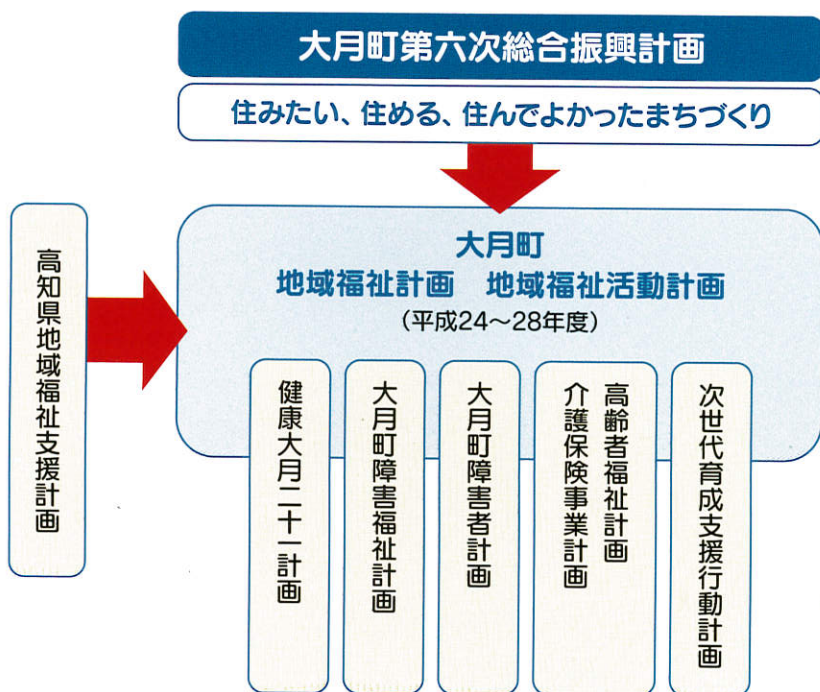 大月町第六次総合振興計画
住みたい、住める、住んでよかったまちづくり
高知県地域福祉支援計画
大月町
地域福祉計画　地域福祉活動計画
（平成24～28年度）
次世代育成支援行動計画
高齢者福祉計画
介護保険事業計画
大月町障害者計画
大月町障害福祉計画
健康大月二十一計画